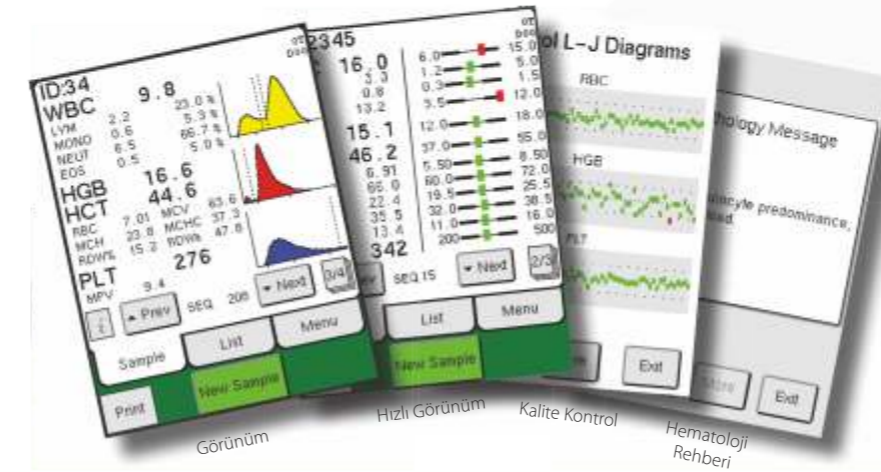 ID:34
WBC 9.8
LYM 2.2 23.0 %
MONO 0.6 5.3 %
NEUT 6.5 66.7 %
EOS 0.5 5.0 %
HGB 16.6
HCT 44.6
RBC 7.01 MCV 63.6
MCH 23.8 MCHC 37.3
RDW% 15.2 RDWa 47.8
PLT 276
MPV 9.4
i Prev SEQ 208 Next 3/4
Sample List Menu
Print New Sample
Görünüm
2345
16.0 6.0 15.0
3.3 1.2 5.0
0.8 0.3 1.5
13.2 3.5 12.0
15.1 12.0 18.0
46.2 37.0 55.0
6.91 5.50 8.50
66.0 60.0 72.0
22.4 19.5 25.5
35.5 32.0 38.5
13.4 11.0 16.0
342 200 500
SEQ 15 Next 2/3
List Menu
New Sample
Hızlı Görünüm
ol L-J Diagrams
RBC
HGB
PLT
Exit
Kalite Kontrol
hology Message
predominance,
More Exit
Hematoloji
Rehberi